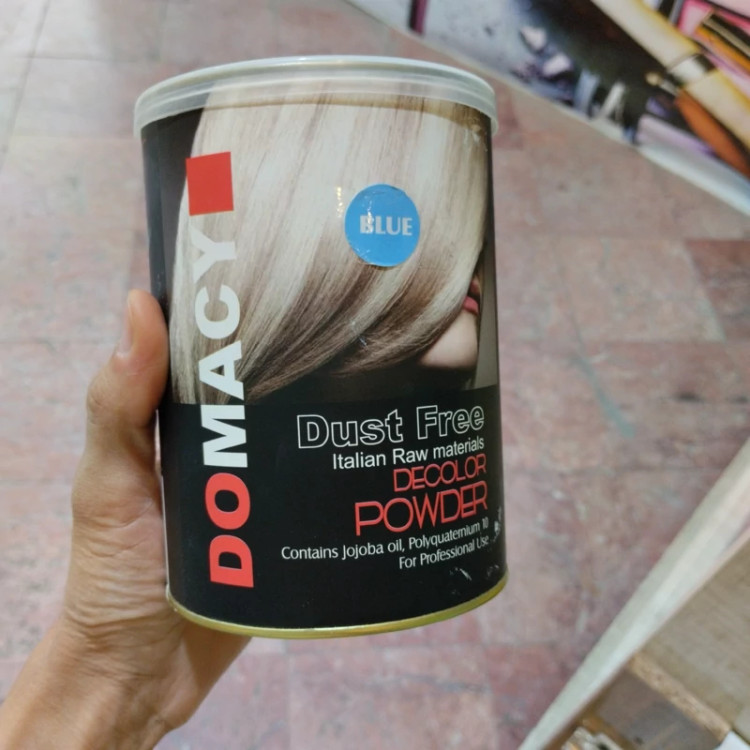 DOMACY
BLUE
Dust Free
Italian Raw materials
DECOLOR
POWDER
Contains Jojoba oil, Polyquaternium 10
For Professional Use